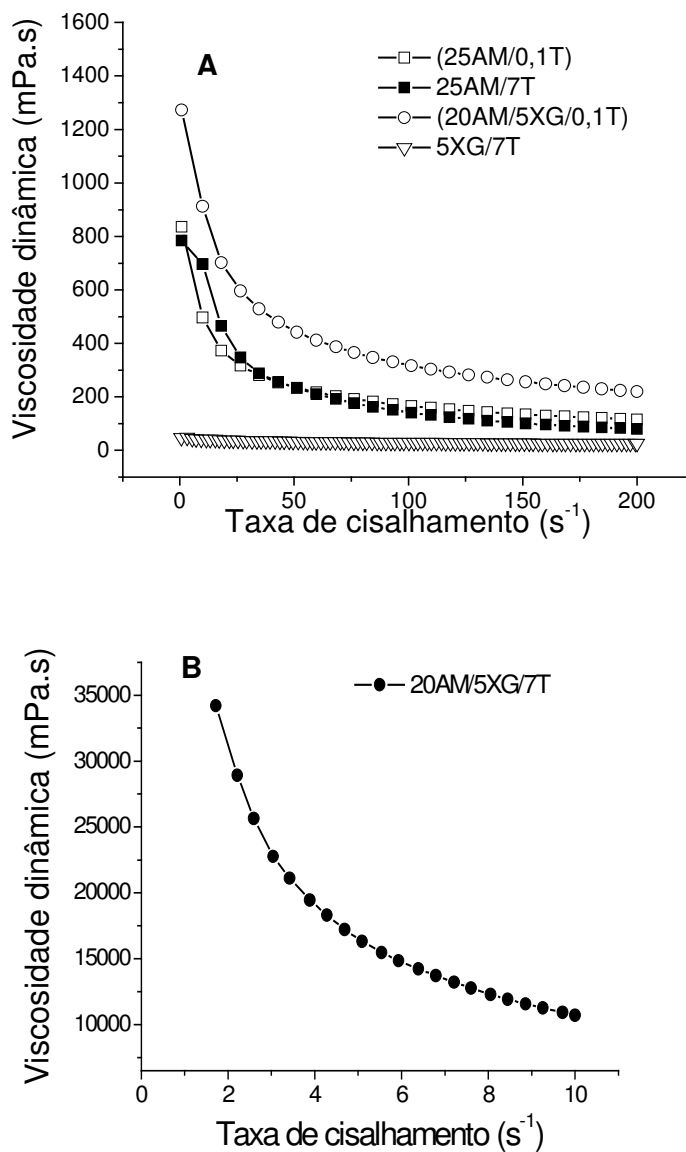 1600
1400
1200
1000
800
600
400
200
0
Viscosidade dinâmica (mPa.s)
A
(25AM/0,1T)
25AM/7T
(20AM/5XG/0,1T)
5XG/7T
0 50 100 150 200
Taxa de cisalhamento (s⁻¹)
B
20AM/5XG/7T
35000
30000
25000
20000
15000
10000
Viscosidade dinâmica (mPa.s)
0 2 4 6 8 10
Taxa de cisalhamento (s⁻¹)